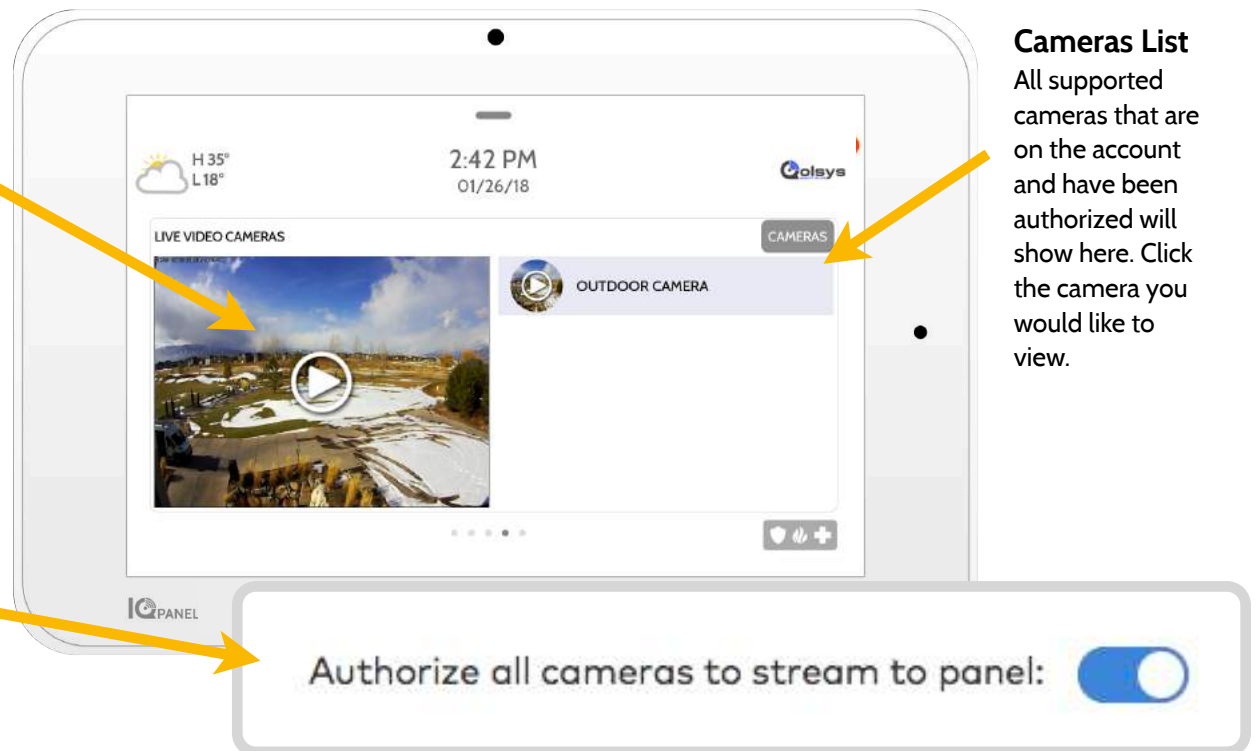 Cameras List
All supported
cameras that are
on the account
and have been
authorized will
show here. Click
the camera you
would like to
view.
H 35°
L 18°
2:42 PM
01/26/18
Qolsys
LIVE VIDEO CAMERAS
CAMERAS
OUTDOOR CAMERA
IQ PANEL
Authorize all cameras to stream to panel: